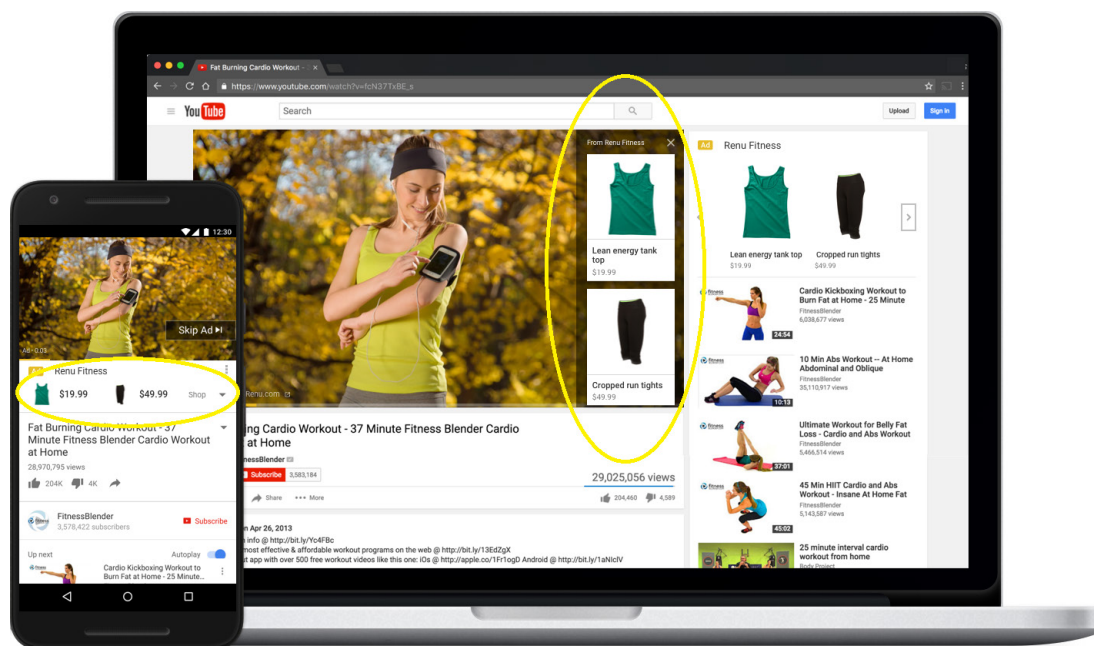 Fat Burning Cardio Workout -
https://www.youtube.com/watch?v=fcN37TxBE_s
YouTube
Search
Upload
Sign in
From Renu Fitness
Lean energy tank
top
$19.99
Cropped run tights
$49.99
Renu.com
Ad Renu Fitness
Lean energy tank
top
$19.99
Cropped run tights
$49.99
ng Cardio Workout - 37 Minute Fitness Blender Cardio
at Home
nessBlender
Subscribe 3,583,184
29,025,056 views
Share
More
204,460
4,589
n Apr 26, 2013
info @ http://bit.ly/Yc4FBc
most effective & affordable workout programs on the web @ http://bit.ly/13EdZgX
st app with over 500 free workout videos like this one: iOs @ http://apple.co/1Fr1ogD Android @ http://bit.ly/1aNIclV
Cardio Kickboxing Workout to
Burn Fat at Home - 25 Minute
FitnessBlender
6,038,677 views
24:54
10 Min Abs Workout -- At Home
Abdominal and Oblique
FitnessBlender
35,110,917 views
10:13
Ultimate Workout for Belly Fat
Loss - Cardio and Abs Workout
FitnessBlender
5,466,514 views
37:01
45 Min HIIT Cardio and Abs
Workout - Insane At Home Fat
FitnessBlender
5,143,587 views
45:02
25 minute interval cardio
workout from home
Body Project
12:30
Skip Ad
Ad · 0:03
Ad Renu Fitness
$19.99
$49.99
Shop
Fat Burning Cardio Workout - 37
Minute Fitness Blender Cardio Workout
at Home
28,970,795 views
204K
4K
FitnessBlender
3,578,422 subscribers
Subscribe
Up next
Autoplay
Cardio Kickboxing Workout to
Burn Fat at Home - 25 Minute...